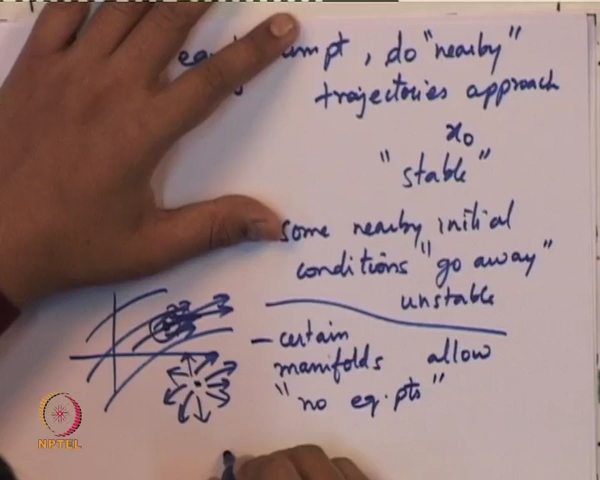 , do "nearby"
trajectories approach
x₀
"stable"
some nearby initial
conditions "go away"
unstable
– certain
manifolds allow
"no eq. pts"
NPTEL